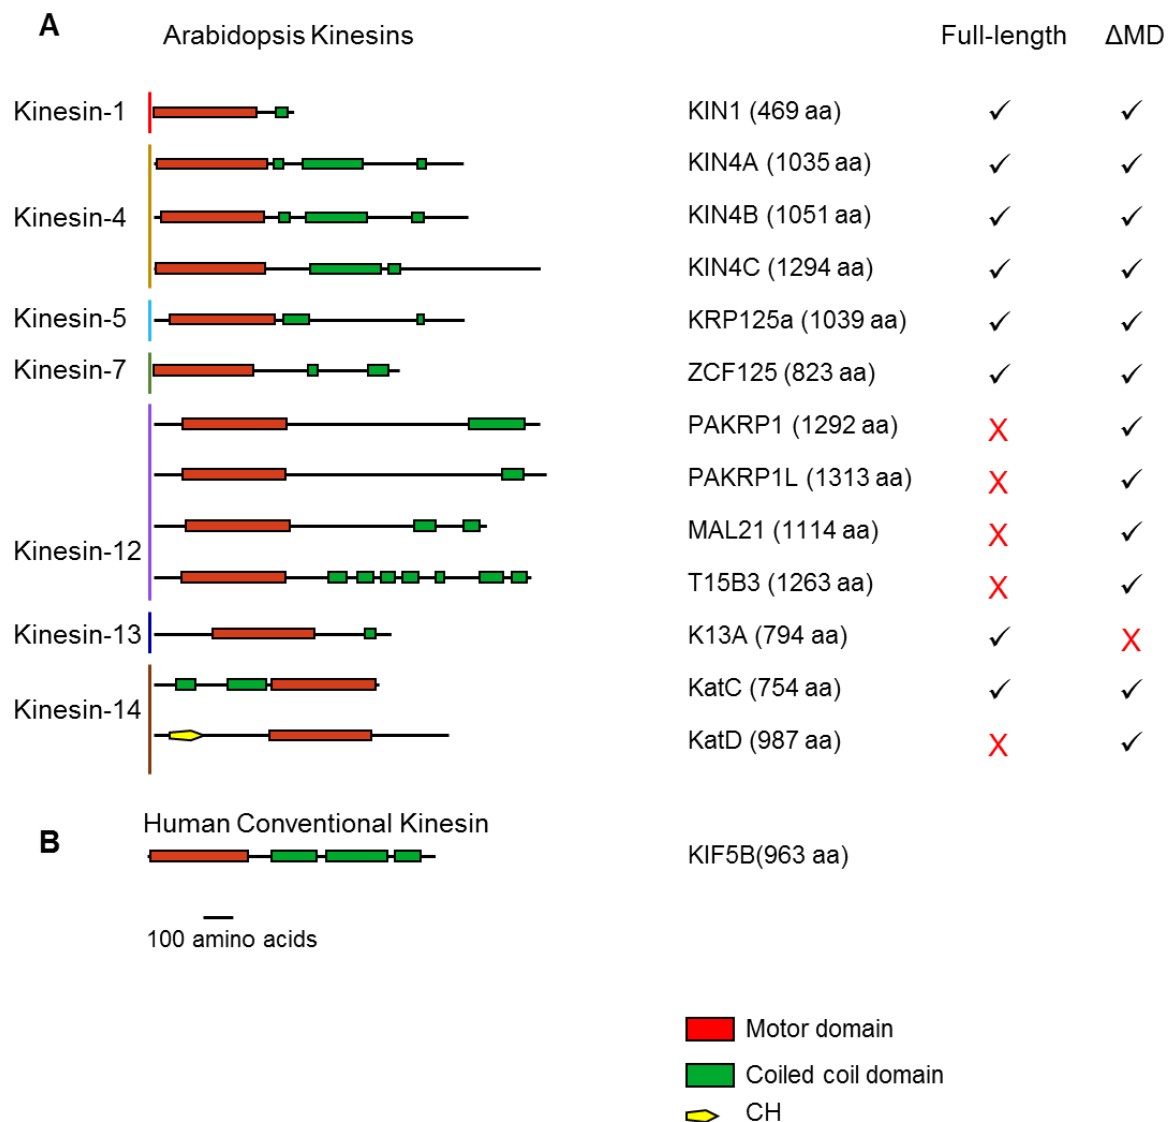 A
Arabidopsis Kinesins Full-length ΔMD
Kinesin-1 KIN1 (469 aa) ✓ ✓
KIN4A (1035 aa) ✓ ✓
Kinesin-4 KIN4B (1051 aa) ✓ ✓
KIN4C (1294 aa) ✓ ✓
Kinesin-5 KRP125a (1039 aa) ✓ ✓
Kinesin-7 ZCF125 (823 aa) ✓ ✓
PAKRP1 (1292 aa) X ✓
PAKRP1L (1313 aa) X ✓
MAL21 (1114 aa) X ✓
Kinesin-12
T15B3 (1263 aa) X ✓
Kinesin-13 K13A (794 aa) ✓ X
KatC (754 aa) ✓ ✓
Kinesin-14
KatD (987 aa) X ✓
Human Conventional Kinesin
B
KIF5B(963 aa)
100 amino acids
Motor domain
Coiled coil domain
CH